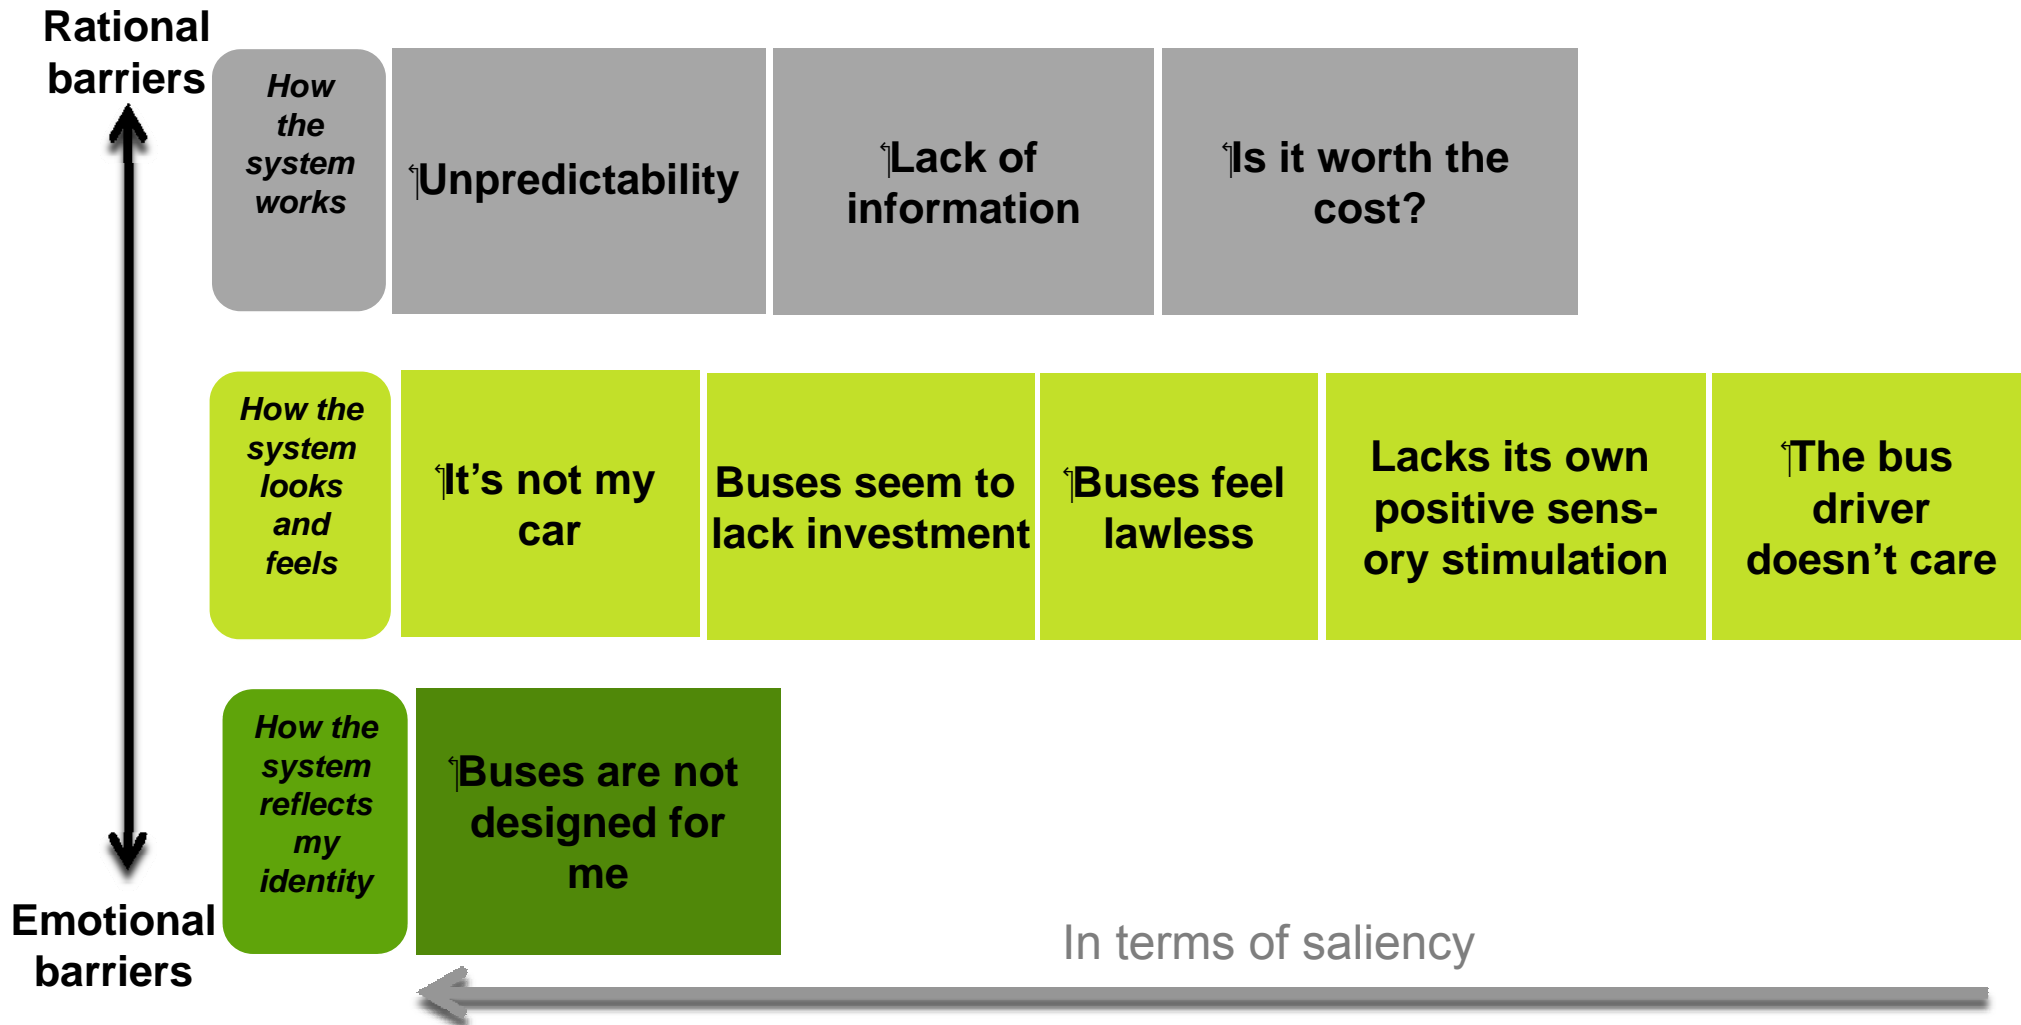 Rational
barriers
How
the
system
works
Unpredictability
Lack of
information
Is it worth the
cost?
How the
system
looks
and
feels
It’s not my
car
Buses seem to
lack investment
Buses feel
lawless
Lacks its own
positive sens-
ory stimulation
The bus
driver
doesn’t care
How the
system
reflects
my
identity
Buses are not
designed for
me
Emotional
barriers
In terms of saliency